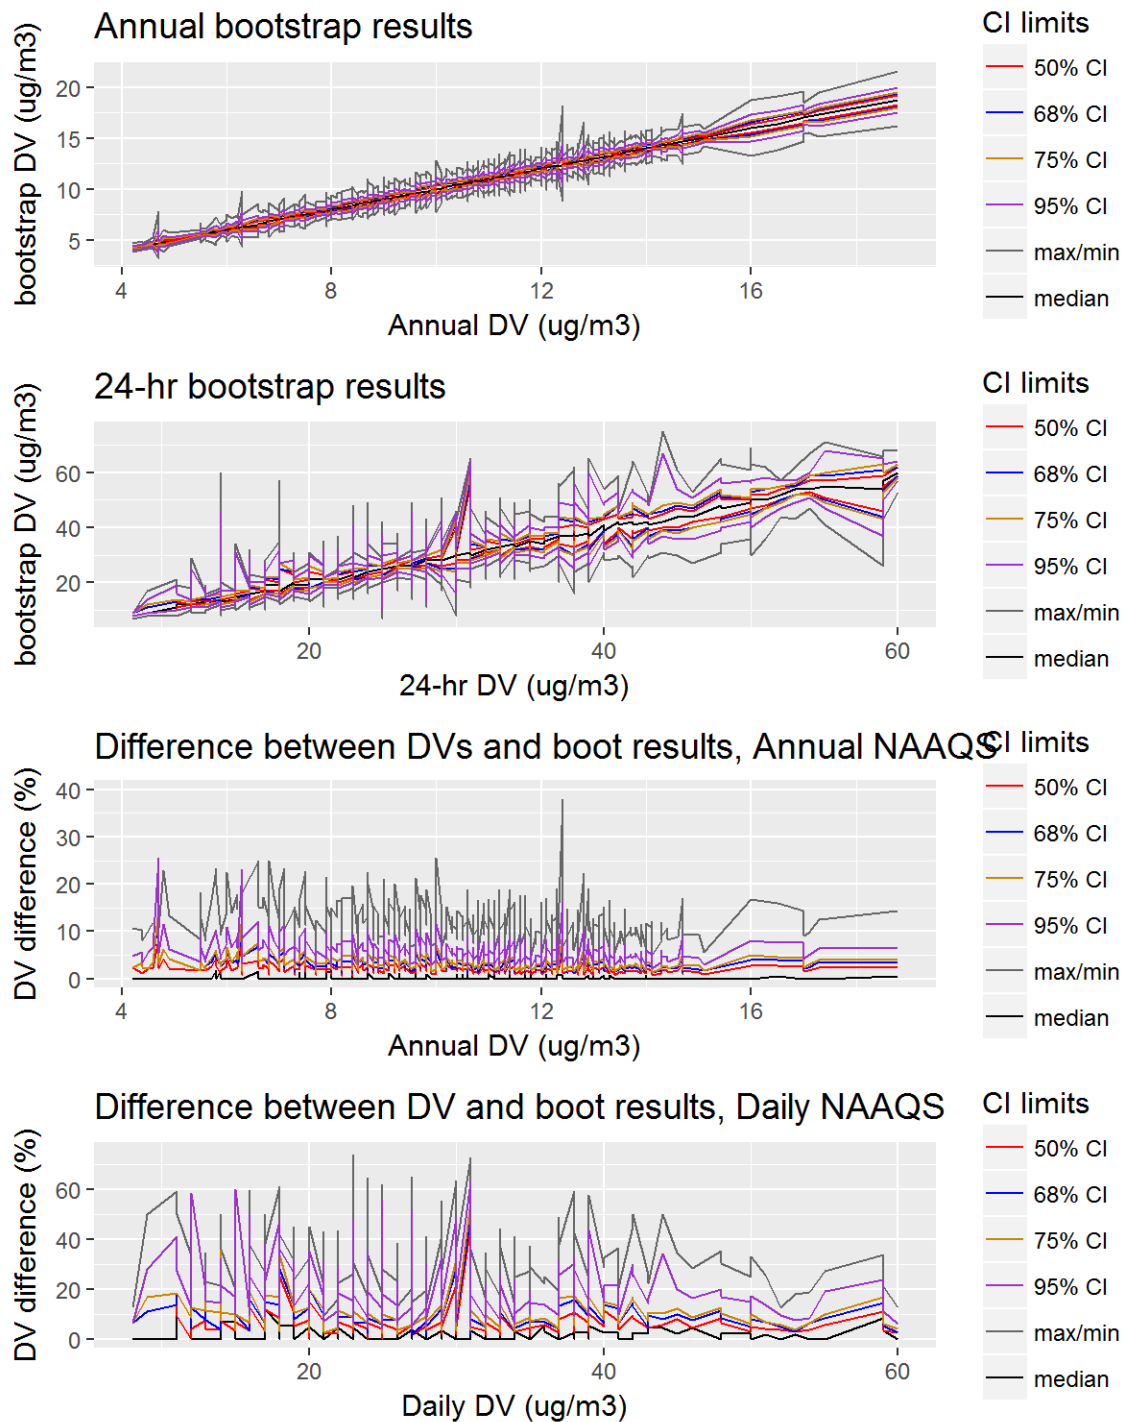 Annual bootstrap results
bootstrap DV (ug/m3)
20
15
10
5
4
8
12
16
Annual DV (ug/m3)
CI limits
50% CI
68% CI
75% CI
95% CI
max/min
median
24-hr bootstrap results
bootstrap DV (ug/m3)
60
40
20
20
40
60
24-hr DV (ug/m3)
CI limits
50% CI
68% CI
75% CI
95% CI
max/min
median
Difference between DVs and boot results, Annual NAAQS
DV difference (%)
40
30
20
10
0
4
8
12
16
Annual DV (ug/m3)
CI limits
50% CI
68% CI
75% CI
95% CI
max/min
median
Difference between DV and boot results, Daily NAAQS
DV difference (%)
60
40
20
0
20
40
60
Daily DV (ug/m3)
CI limits
50% CI
68% CI
75% CI
95% CI
max/min
median